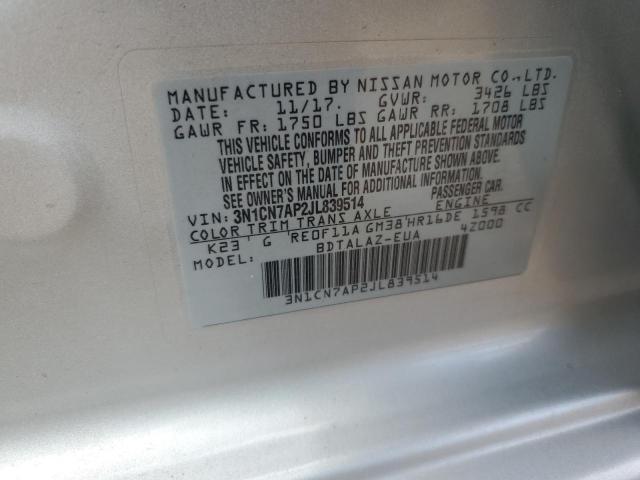 MANUFACTURED BY NISSAN MOTOR CO.,LTD.
DATE: 11/17. GVWR: 3426 LBS
GAWR FR: 1750 LBS GAWR RR: 1708 LBS
THIS VEHICLE CONFORMS TO ALL APPLICABLE FEDERAL MOTOR
VEHICLE SAFETY, BUMPER AND THEFT PREVENTION STANDARDS
IN EFFECT ON THE DATE OF MANUFACTURE SHOWN ABOVE.
SEE OWNER'S MANUAL FOR ADDITIONAL INFORMATION.
VIN: 3N1CN7AP2JL839514 PASSENGER CAR.
COLOR TRIM TRANS AXLE ENGINE
K23 G RE0F11A GM38 HR16DE 1598 CC
MODEL: BDTALAZ-EUA 4Z000
3N1CN7AP2JL839514